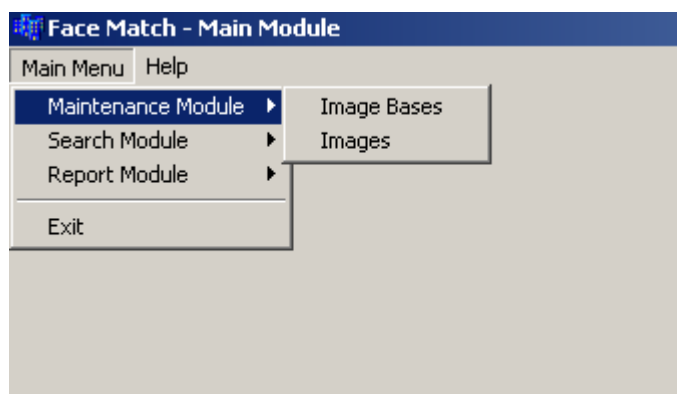 Face Match - Main Module
Main Menu Help
Maintenance Module
Image Bases
Search Module
Images
Report Module
Exit